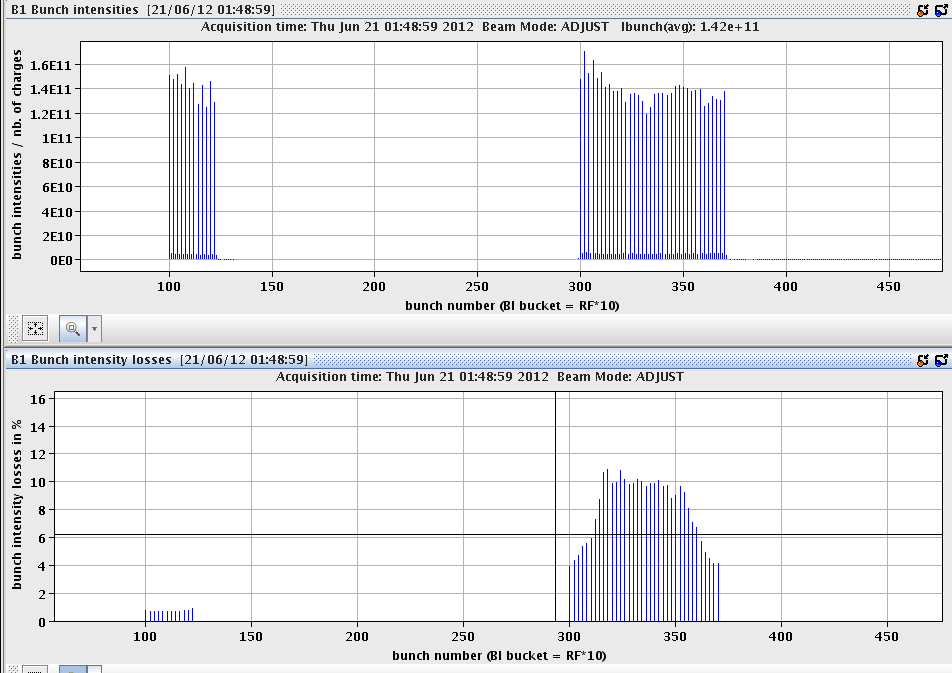 B1 Bunch intensities [21/06/12 01:48:59]
Acquisition time: Thu Jun 21 01:48:59 2012 Beam Mode: ADJUST Ibunch(avg): 1.42e+11
bunch intensities / nb. of charges
1.6E11
1.4E11
1.2E11
1E11
8E10
6E10
4E10
2E10
0E0
100 150 200 250 300 350 400 450
bunch number (BI bucket = RF*10)
B1 Bunch intensity losses [21/06/12 01:48:59]
Acquisition time: Thu Jun 21 01:48:59 2012 Beam Mode: ADJUST
bunch intensity losses in %
16
14
12
10
8
6
4
2
0
100 150 200 250 300 350 400 450
bunch number (BI bucket = RF*10)